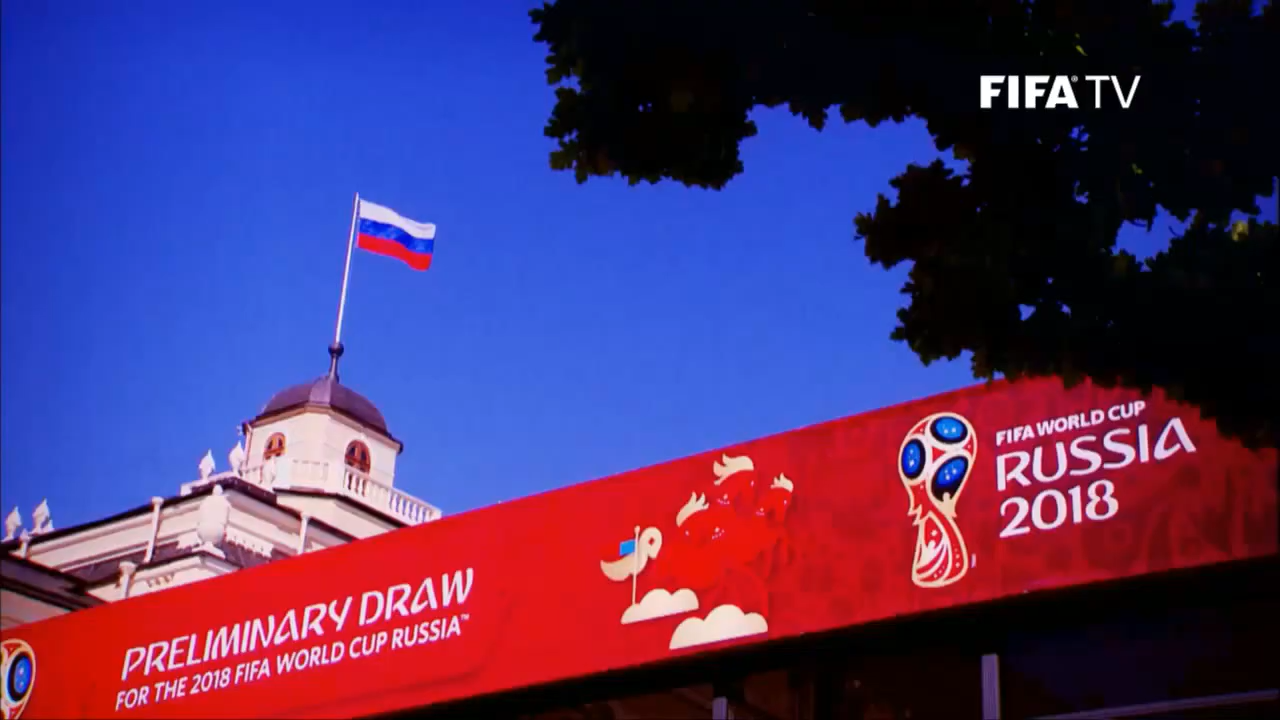 FIFA® TV
FIFA WORLD CUP
RUSSIA
2018
PRELIMINARY DRAW
FOR THE 2018 FIFA WORLD CUP RUSSIA™